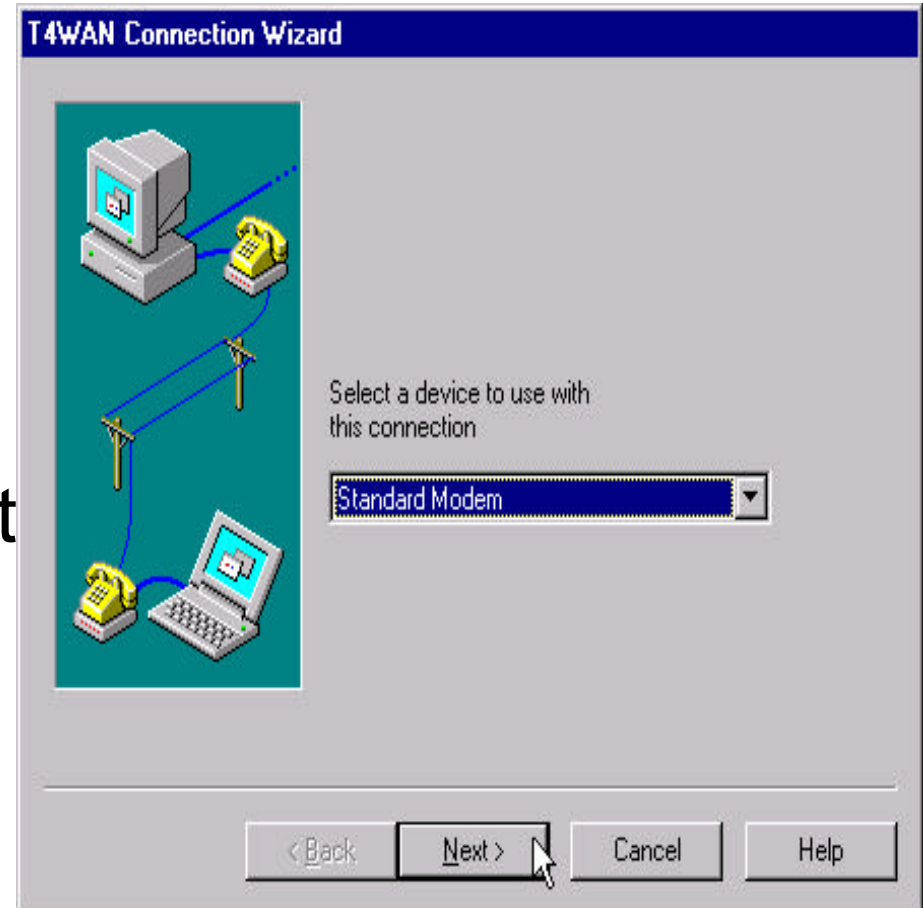 T4WAN Connection Wizard
Select a device to use with
this connection
Standard Modem
t
< Back
Next >
Cancel
Help